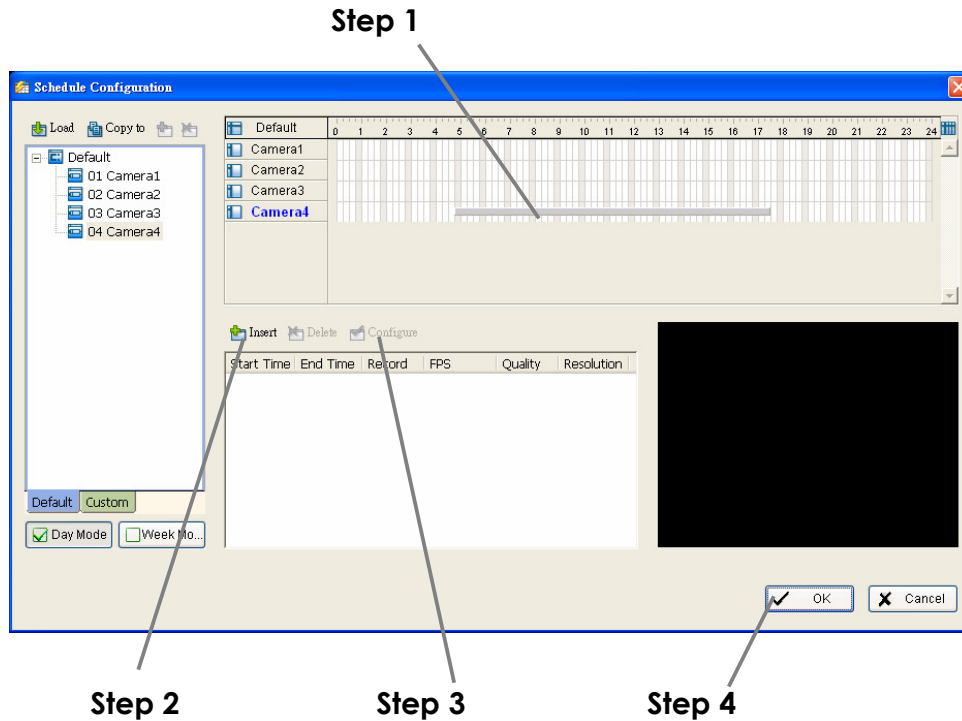 Step 1
Schedule Configuration
Load Copy to
Default
01 Camera1
02 Camera2
03 Camera3
04 Camera4
Default Custom
Day Mode Week Mo...
Default 0 1 2 3 4 5 6 7 8 9 10 11 12 13 14 15 16 17 18 19 20 21 22 23 24
Camera1
Camera2
Camera3
Camera4
Insert Delete Configure
Start Time End Time Record FPS Quality Resolution
OK Cancel
Step 2 Step 3 Step 4